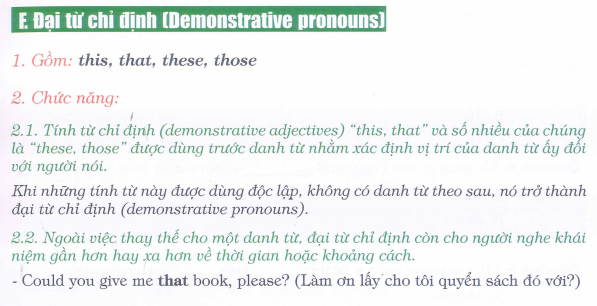 F. Đại từ chỉ định (Demonstrative pronouns)
1. Gồm: this, that, these, those
2. Chức năng:
2.1. Tính từ chỉ định (demonstrative adjectives) "this, that" và số nhiều của chúng
là "these, those" được dùng trước danh từ nhằm xác định vị trí của danh từ ấy đối
với người nói.
Khi những tính từ này được dùng độc lập, không có danh từ theo sau, nó trở thành
đại từ chỉ định (demonstrative pronouns).
2.2. Ngoài việc thay thế cho một danh từ, đại từ chỉ định còn cho người nghe khái
niệm gần hơn hay xa hơn về thời gian hoặc khoảng cách.
- Could you give me that book, please? (Làm ơn lấy cho tôi quyển sách đó với?)